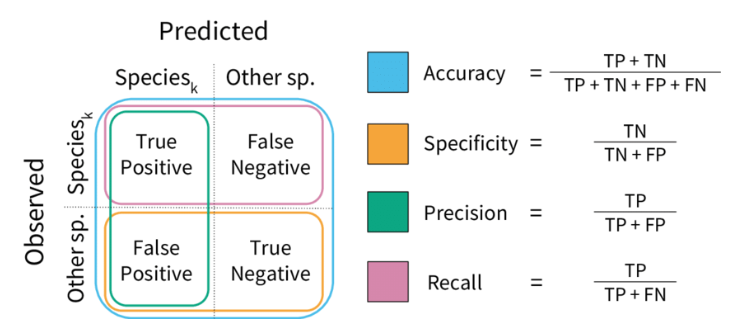 Predicted
Species_k Other sp.
Observed
Species_k
Other sp.
True Positive
False Negative
False Positive
True Negative
Accuracy = TP + TN / TP + TN + FP + FN
Specificity = TN / TN + FP
Precision = TP / TP + FP
Recall = TP / TP + FN